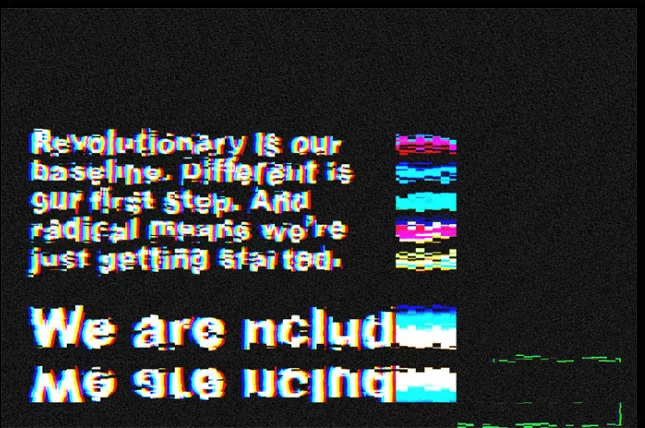 Revolutionary is our
baseline. Different is
our first step. And
radical means we're
just getting started.
We are nclud